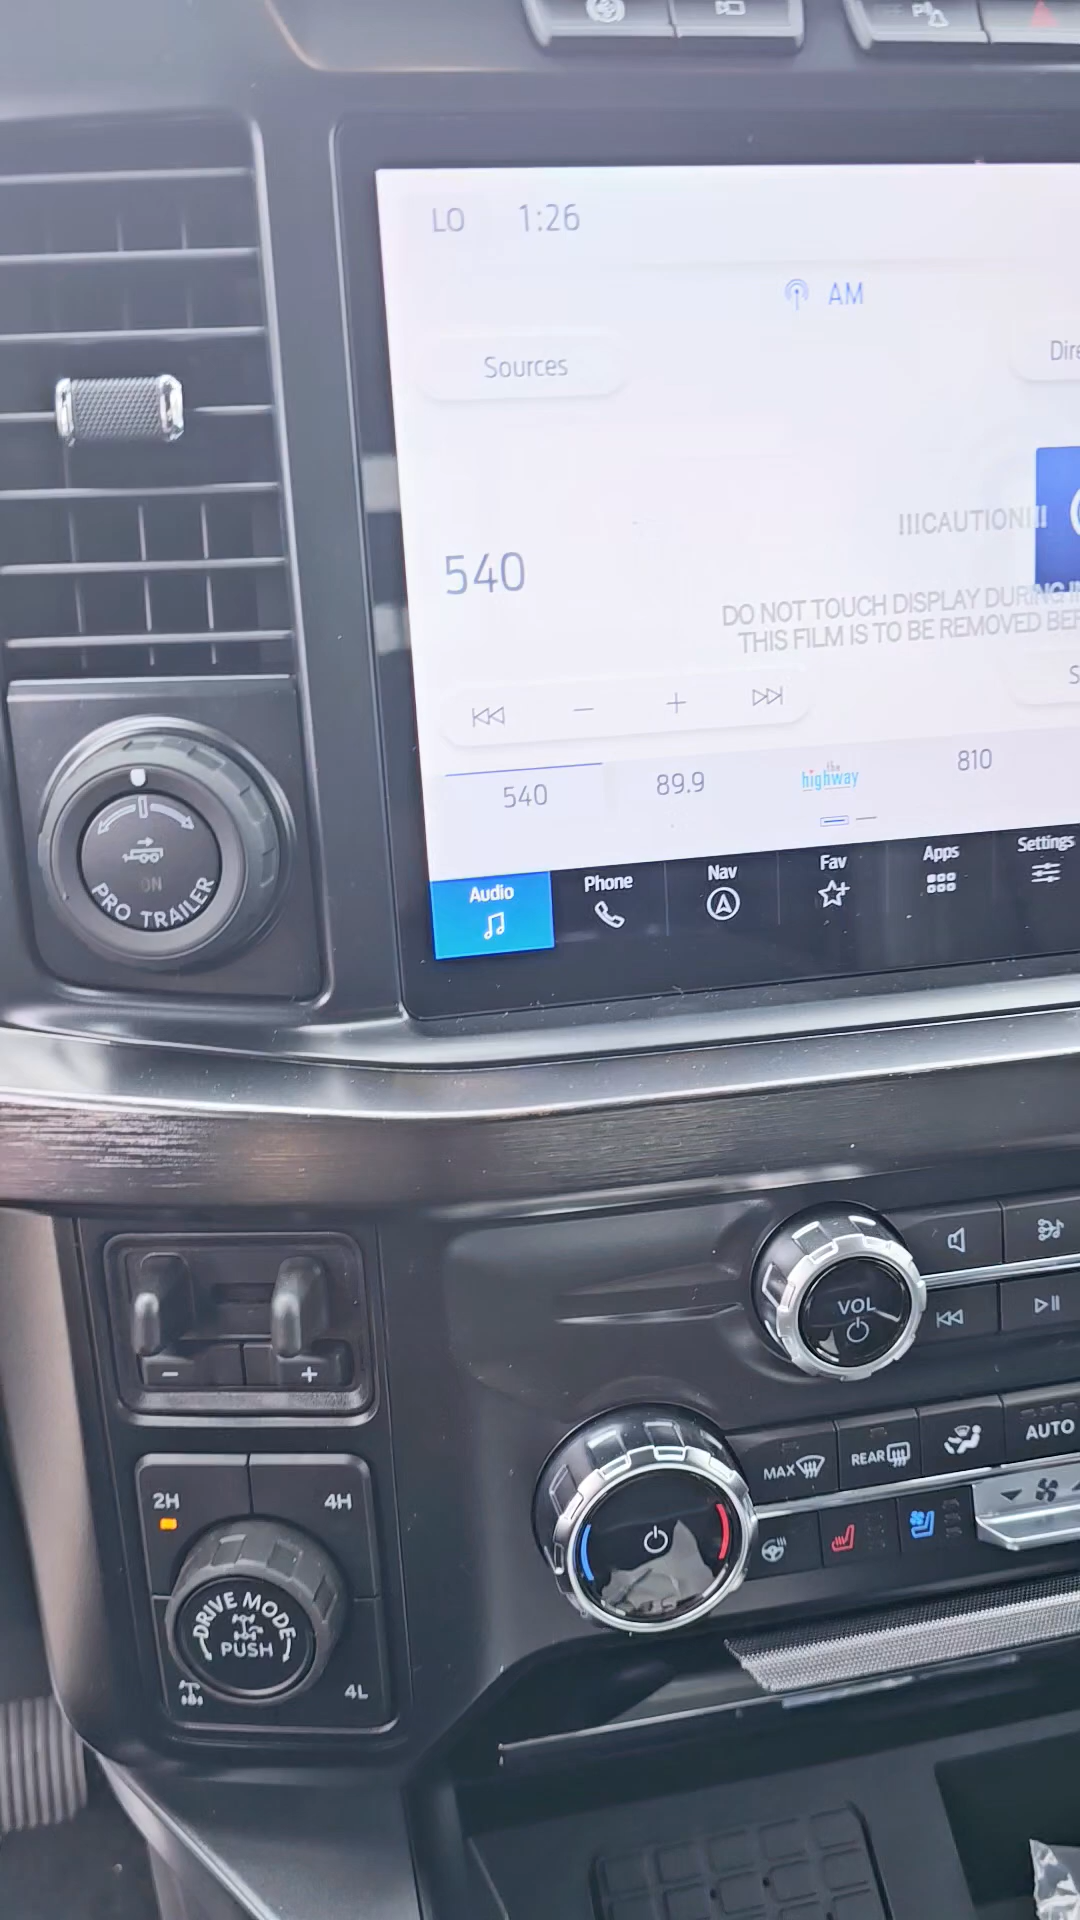 LO 1:26
AM
Sources
540
!!!CAUTION!!!
DO NOT TOUCH DISPLAY DURING
THIS FILM IS TO BE REMOVED
540 89.9 the highway 810
Audio Phone Nav Fav Apps Settings
ON
PRO TRAILER
VOL
- +
MAX REAR AUTO
2H 4H
DRIVE MODE
PUSH
4L